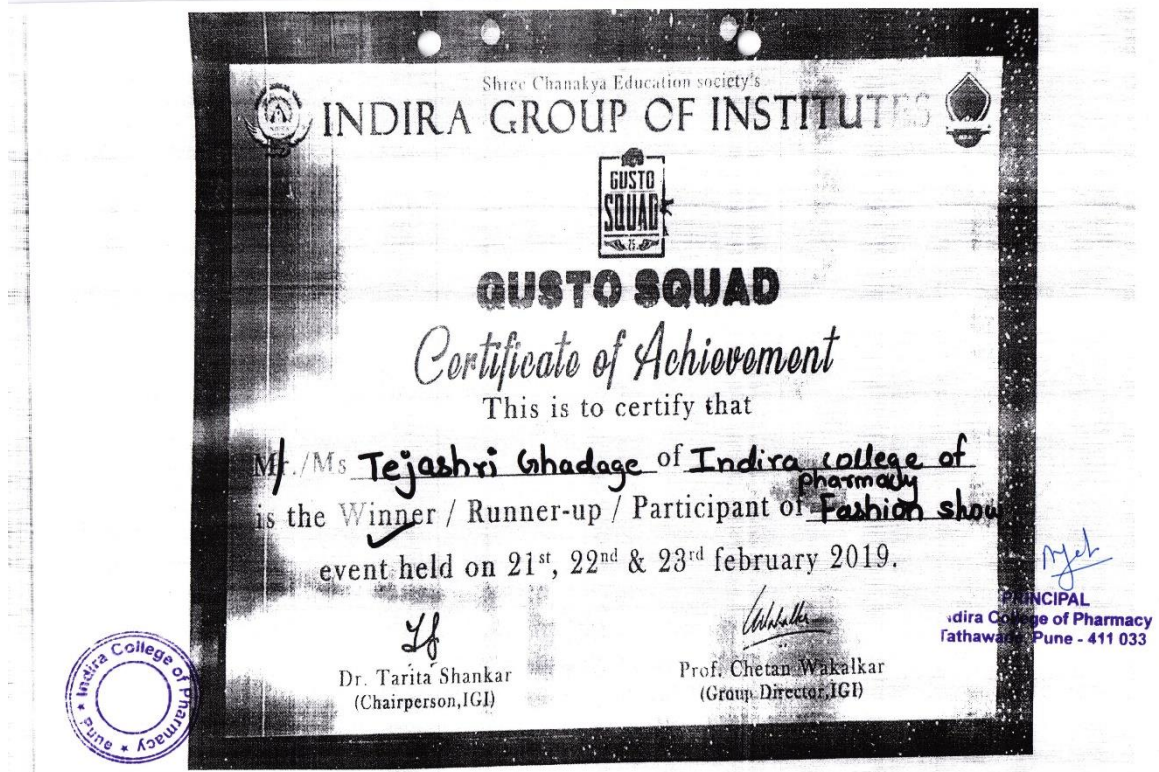 Shree Chanakya Education society's
INDIRA GROUP OF INSTITUTES
GUSTO
SQUAD
25
GUSTO SQUAD
Certificate of Achievement
This is to certify that
Mr./Ms Tejashri Ghadage of Indira college of
pharmacy
is the Winner / Runner-up / Participant of Fashion show
event held on 21st, 22nd & 23rd february 2019.
Dr. Tarita Shankar
(Chairperson,IGI)
Prof. Chetan Wakalkar
(Group Director,IGI)
PRINCIPAL
Indira College of Pharmacy
Tathawade, Pune - 411 033
Indira College of Pharmacy * Pune *